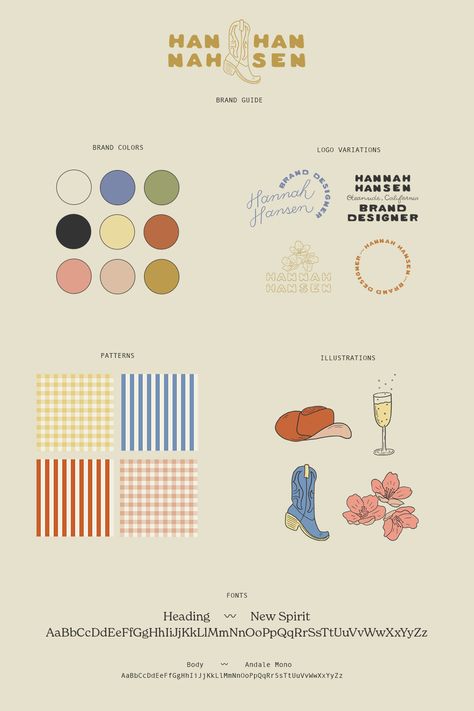 HAN HAN
NAH SEN
BRAND GUIDE
BRAND COLORS
LOGO VARIATIONS
Hannah
Hansen
BRAND DESIGNER
HANNAH
HANSEN
Oceanside, California
BRAND
DESIGNER
HANNAH
HANSEN
HANNAH HANSEN
BRAND DESIGNER
PATTERNS
ILLUSTRATIONS
FONTS
Heading New Spirit
AaBbCcDdEeFfGgHhIiJjKkLlMmNnOoPpQqRrSsTtUuVvWwXxYyZz
Body Andale Mono
AaBbCcDdEeFfGgHhIiJjKkLlMmNnOoPpQqRrSsTtUuVvWwXxYyZz